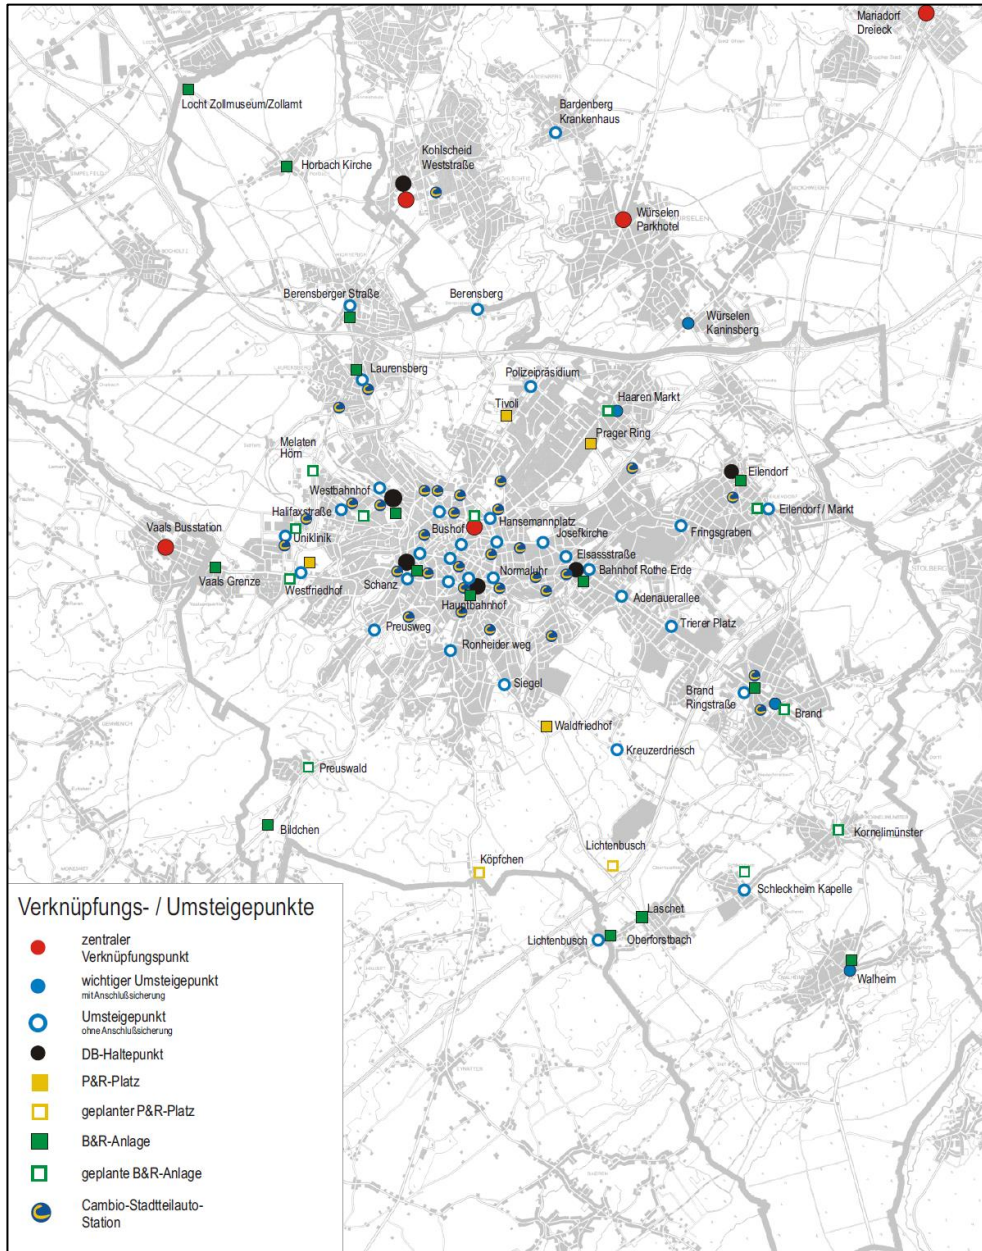 Mariadorf
Dreieck
Locht Zollmuseum/Zollamt
Bardenberg
Krankenhaus
Kohlscheid
Weststraße
Horbach Kirche
Würselen
Parkhotel
Berensberger Straße
Berensberg
Würselen
Kaninsberg
Laurensberg
Polizeipräsidium
Tivoli
Haaren Markt
Prager Ring
Melaten
Hörn
Westbahnhof
Eilendorf
Halifaxstraße
Hansemannplatz
Eilendorf / Markt
Vaals Busstation
Bushof
Josefkirche
Fringsgraben
Uniklinik
Elsassstraße
Vaals Grenze
Bahnhof Rothe Erde
Westfriedhof
Schanz
Normaluhr
Adenauerallee
Hauptbahnhof
Preusweg
Trierer Platz
Ronheider weg
Siegel
Brand
Ringstraße
Brand
Waldfriedhof
Kreuzerdriesch
Preuswald
Bildchen
Kornelimünster
Köpfchen
Lichtenbusch
Schleckheim Kapelle
Laschet
Lichtenbusch
Oberforstbach
Walheim
Verknüpfungs- / Umsteigepunkte
zentraler
Verknüpfungspunkt
wichtiger Umsteigepunkt
mit Anschlußsicherung
Umsteigepunkt
ohne Anschlußsicherung
DB-Haltepunkt
P&R-Platz
geplanter P&R-Platz
B&R-Anlage
geplante B&R-Anlage
Cambio-Stadtteilauto-
Station